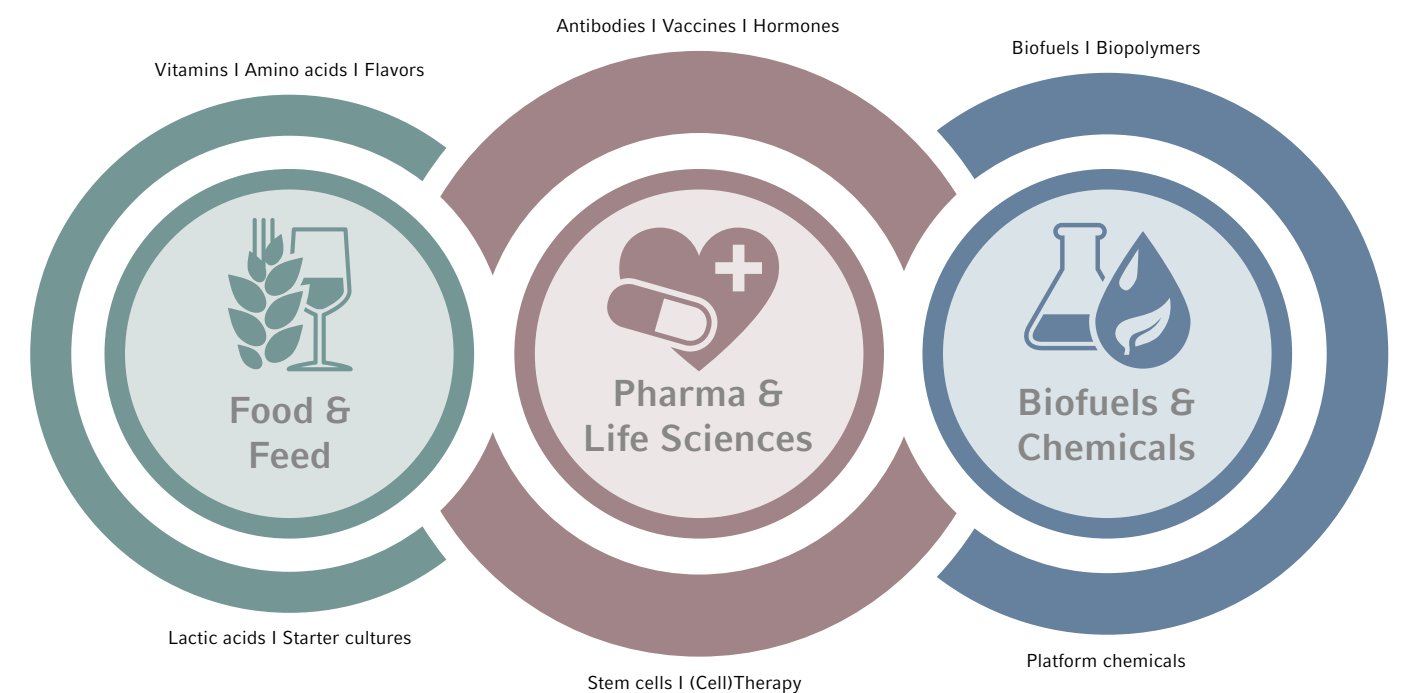 Antibodies I Vaccines I Hormones
Biofuels I Biopolymers
Vitamins I Amino acids I Flavors
Food &
Feed
Pharma &
Life Sciences
Biofuels &
Chemicals
Lactic acids I Starter cultures
Platform chemicals
Stem cells I (Cell)Therapy